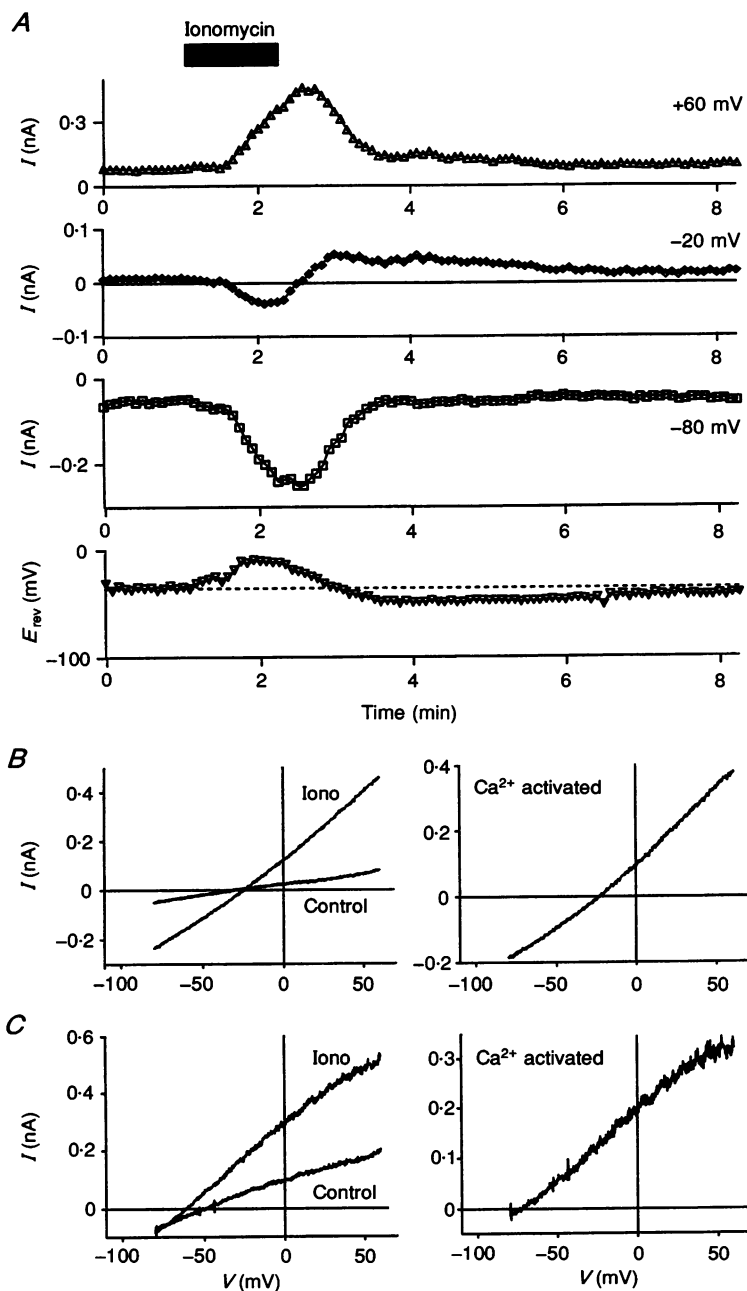 A
Ionomycin
+60 mV
I (nA)
0·3
0
0 2 4 6 8
−20 mV
I (nA)
0·1
0
−0·1
0 2 4 6 8
−80 mV
I (nA)
0
−0·2
0 2 4 6 8
E_rev (mV)
0
−100
0 2 4 6 8
Time (min)
B
I (nA)
0·4
0·2
0
−0·2
Iono
Control
−100 −50 0 50
Ca²⁺ activated
0·4
0·2
0
−0·2
−100 −50 0 50
C
I (nA)
0·6
0·4
0·2
0
Iono
Control
−100 −50 0 50
V (mV)
Ca²⁺ activated
0·3
0·2
0·1
0
−100 −50 0 50
V (mV)